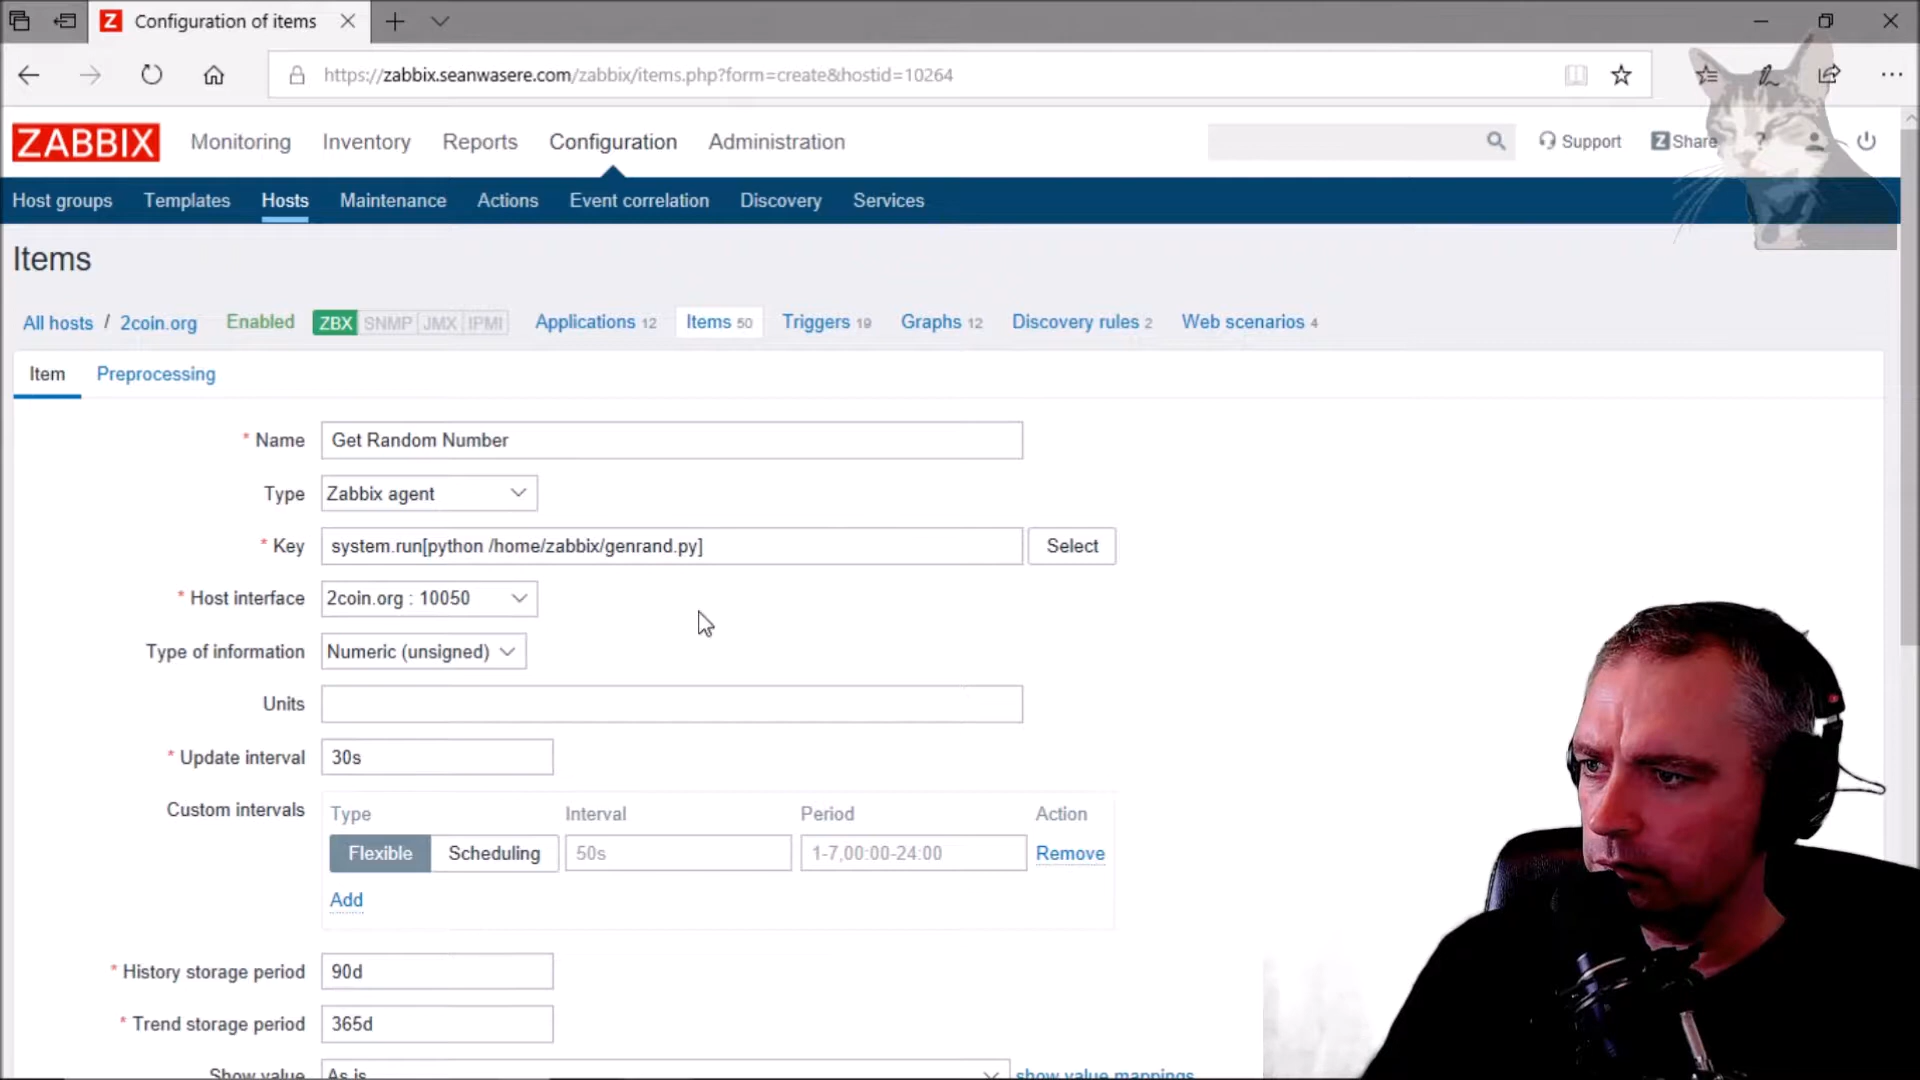 Configuration of items
https://zabbix.seanwasere.com/zabbix/items.php?form=create&hostid=10264
ZABBIX Monitoring Inventory Reports Configuration Administration Support Z Share ?
Host groups Templates Hosts Maintenance Actions Event correlation Discovery Services
Items
All hosts / 2coin.org Enabled ZBX SNMP JMX IPMI Applications 12 Items 50 Triggers 19 Graphs 12 Discovery rules 2 Web scenarios 4
Item Preprocessing
* Name Get Random Number
Type Zabbix agent
* Key system.run[python /home/zabbix/genrand.py] Select
* Host interface 2coin.org : 10050
Type of information Numeric (unsigned)
Units
* Update interval 30s
Custom intervals Type Interval Period Action
Flexible Scheduling 50s 1-7,00:00-24:00 Remove
Add
* History storage period 90d
* Trend storage period 365d
Show value As is show value mappings